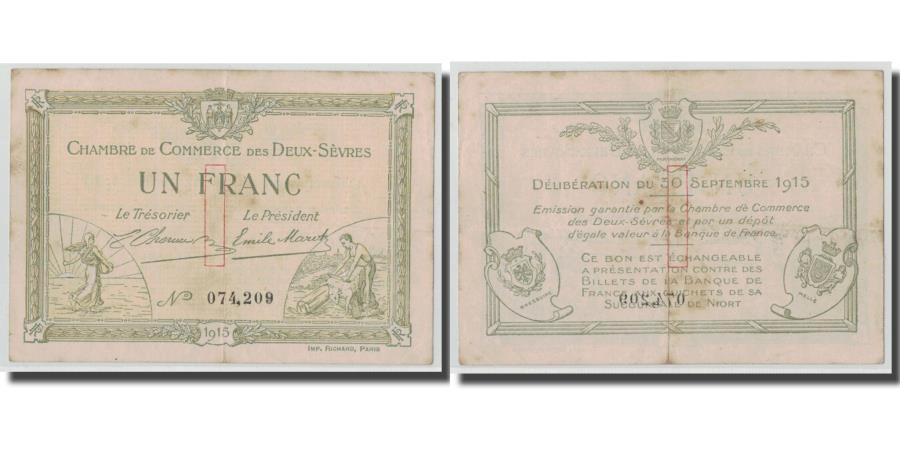 CHAMBRE DE COMMERCE DES DEUX-SÈVRES
UN FRANC
Le Trésorier Le Président
Emile Marot
No 074,209
1915
IMP. RICHARD, PARIS
PARTHENAY
DÉLIBÉRATION DU 30 SEPTEMBRE 1915
Emission garantie par la Chambre de Commerce
des Deux-Sèvres et par un dépôt
d'égale valeur à la Banque de France
CE BON EST ÉCHANGEABLE
A PRÉSENTATION CONTRE DES
BILLETS DE LA BANQUE DE
FRANCE AUX GUICHETS DE SA
SUCCURSALE DE NIORT
BRESSUIRE
MELLE